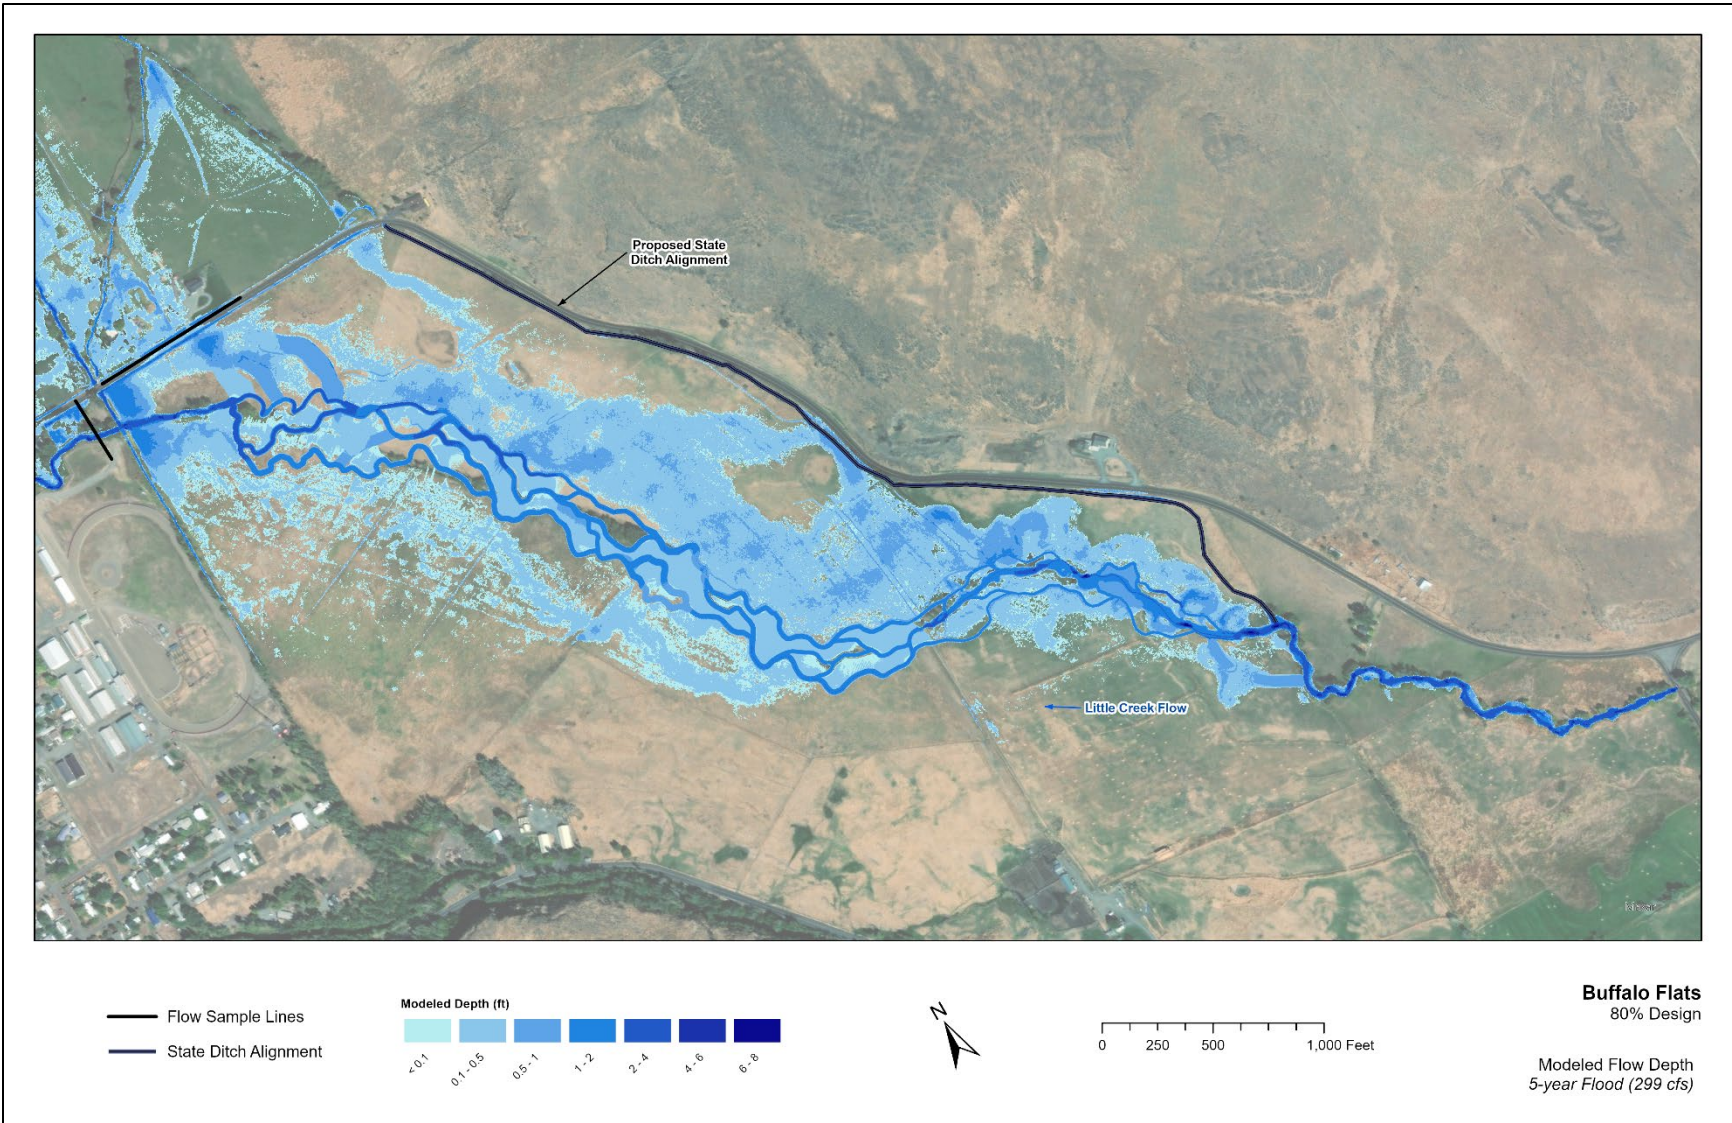 Proposed State
Ditch Alignment
Little Creek Flow
Flow Sample Lines
State Ditch Alignment
Modeled Depth (ft)
< 0.1
0.1 - 0.5
0.5 - 1
1 - 2
2 - 4
4 - 6
6 - 8
N
0 250 500 1,000 Feet
Buffalo Flats
80% Design
Modeled Flow Depth
5-year Flood (299 cfs)